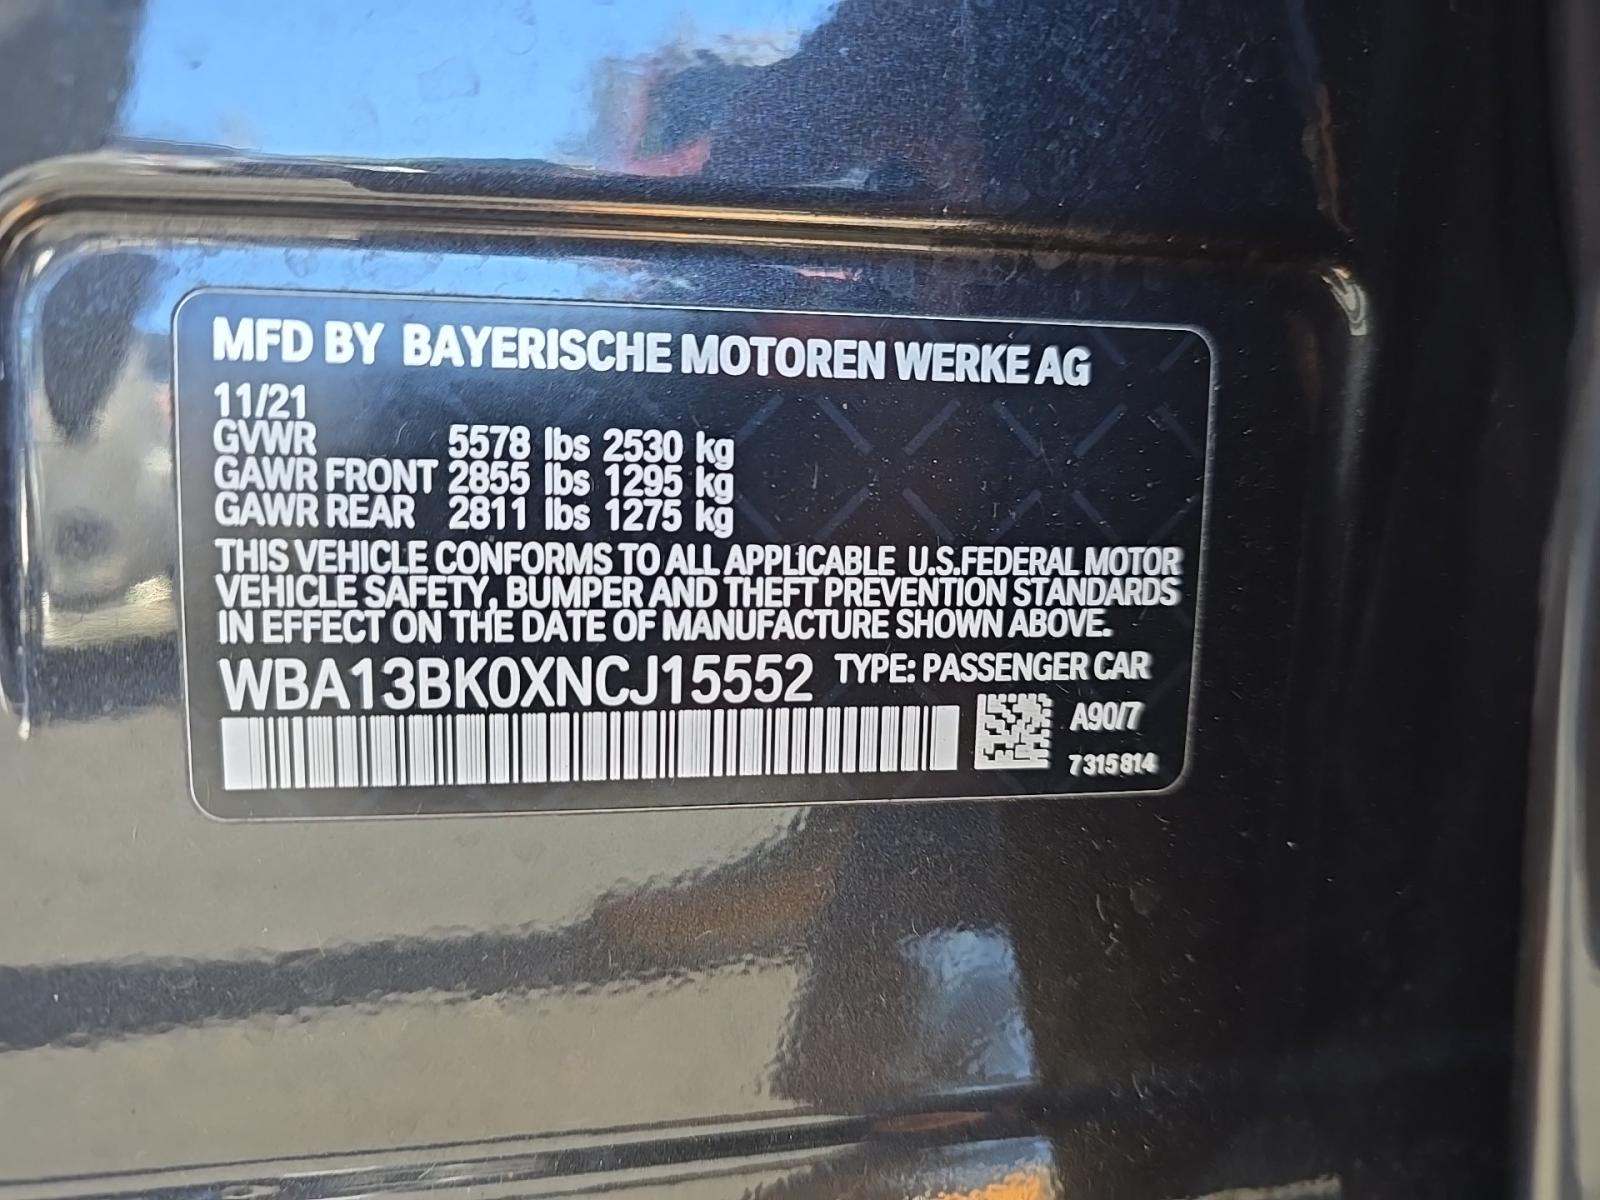 MFD BY BAYERISCHE MOTOREN WERKE AG
11/21
GVWR 5578 lbs 2530 kg
GAWR FRONT 2855 lbs 1295 kg
GAWR REAR 2811 lbs 1275 kg
THIS VEHICLE CONFORMS TO ALL APPLICABLE U.S.FEDERAL MOTOR
VEHICLE SAFETY, BUMPER AND THEFT PREVENTION STANDARDS
IN EFFECT ON THE DATE OF MANUFACTURE SHOWN ABOVE.
WBA13BK0XNCJ15552 TYPE: PASSENGER CAR
A90/7
7315814